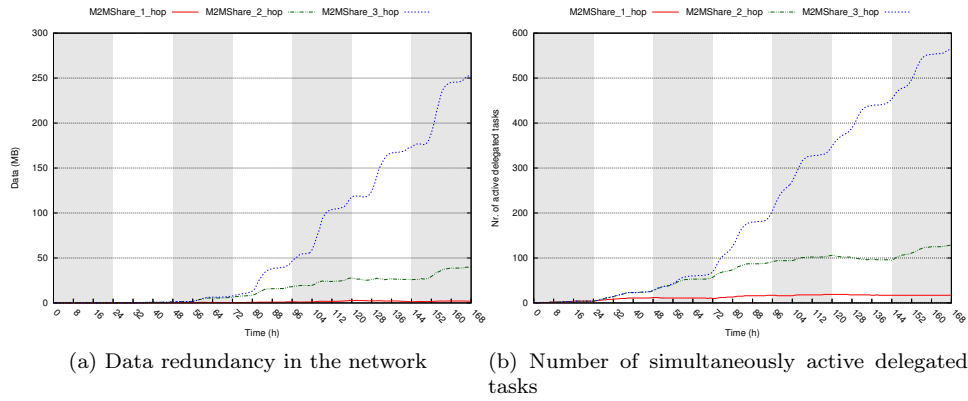 M2MShare_1_hop M2MShare_2_hop M2MShare_3_hop
300
250
200
150
100
50
0
Data (MB)
0 8 16 24 32 40 48 56 64 72 80 88 96 104 112 120 128 136 144 152 160 168
Time (h)
(a) Data redundancy in the network
M2MShare_1_hop M2MShare_2_hop M2MShare_3_hop
600
500
400
300
200
100
0
Nr. of active delegated tasks
0 8 16 24 32 40 48 56 64 72 80 88 96 104 112 120 128 136 144 152 160 168
Time (h)
(b) Number of simultaneously active delegated
tasks